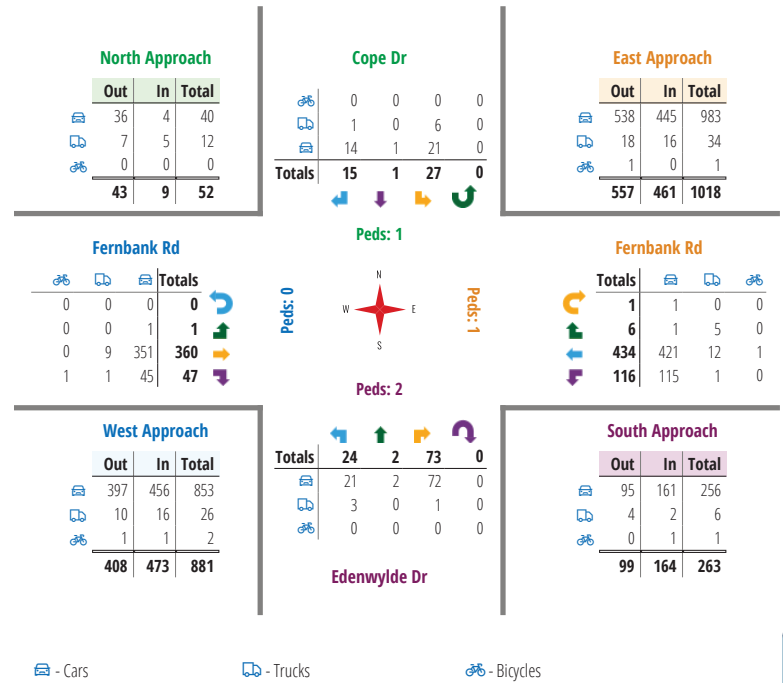 North Approach
Out In Total
36 4 40
7 5 12
0 0 0
43 9 52
Cope Dr
0 0 0 0
1 0 6 0
14 1 21 0
Totals 15 1 27 0
East Approach
Out In Total
538 445 983
18 16 34
1 0 1
557 461 1018
Peds: 1
Fernbank Rd
Totals
0 0 0 0
0 0 1 1
0 9 351 360
1 1 45 47
Peds: 0
N
W E
S
Peds: 1
Fernbank Rd
Totals
1 1 0 0
6 1 5 0
434 421 12 1
116 115 1 0
Peds: 2
West Approach
Out In Total
397 456 853
10 16 26
1 1 2
408 473 881
Totals 24 2 73 0
21 2 72 0
3 0 1 0
0 0 0 0
Edenwylde Dr
South Approach
Out In Total
95 161 256
4 2 6
0 1 1
99 164 263
- Cars - Trucks - Bicycles